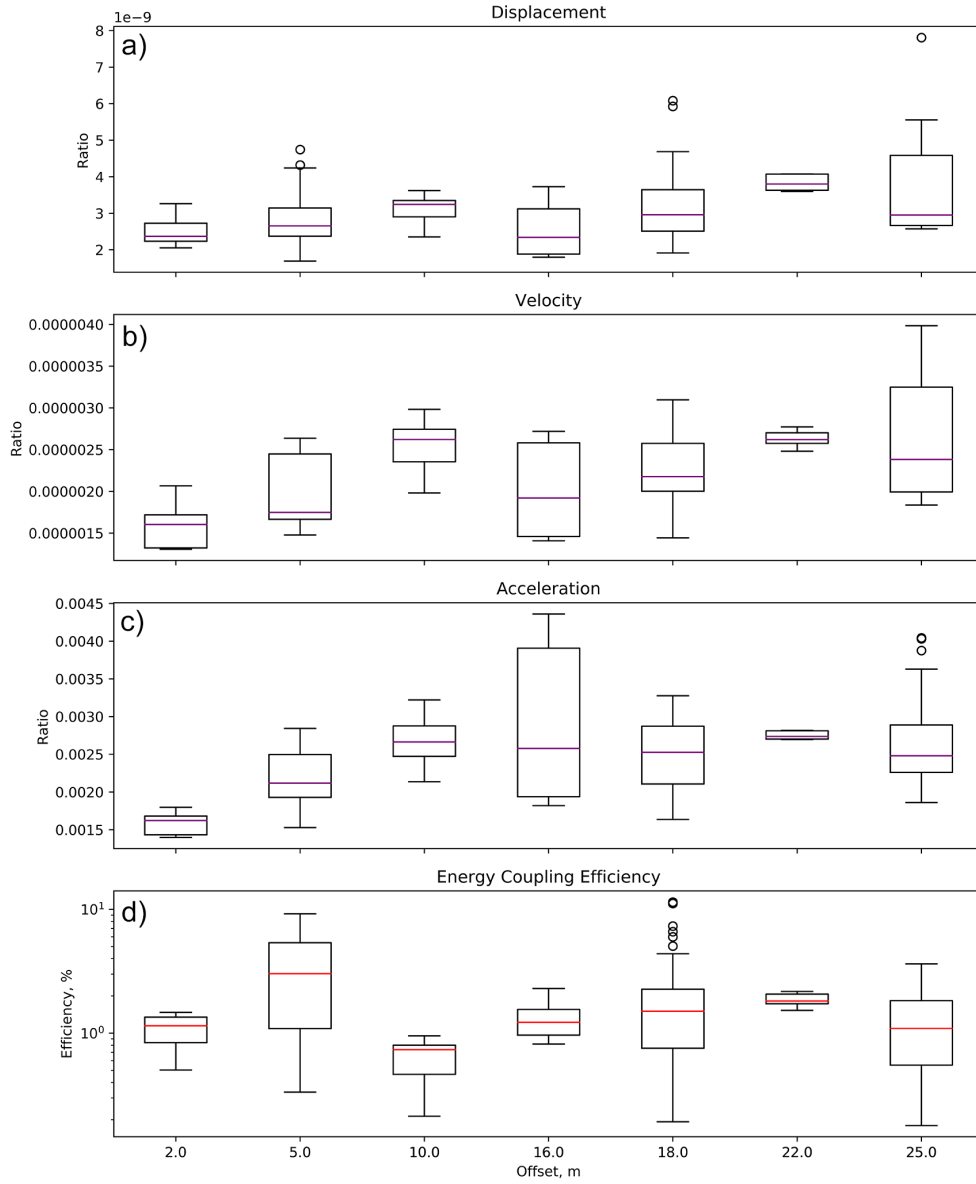 1e−9
Displacement
a)
8
7
6
5
4
3
2
Ratio
Velocity
b)
0.0000040
0.0000035
0.0000030
0.0000025
0.0000020
0.0000015
Ratio
Acceleration
c)
0.0045
0.0040
0.0035
0.0030
0.0025
0.0020
0.0015
Ratio
Energy Coupling Efficiency
d)
10¹
10⁰
Efficiency, %
2.0 5.0 10.0 16.0 18.0 22.0 25.0
Offset, m